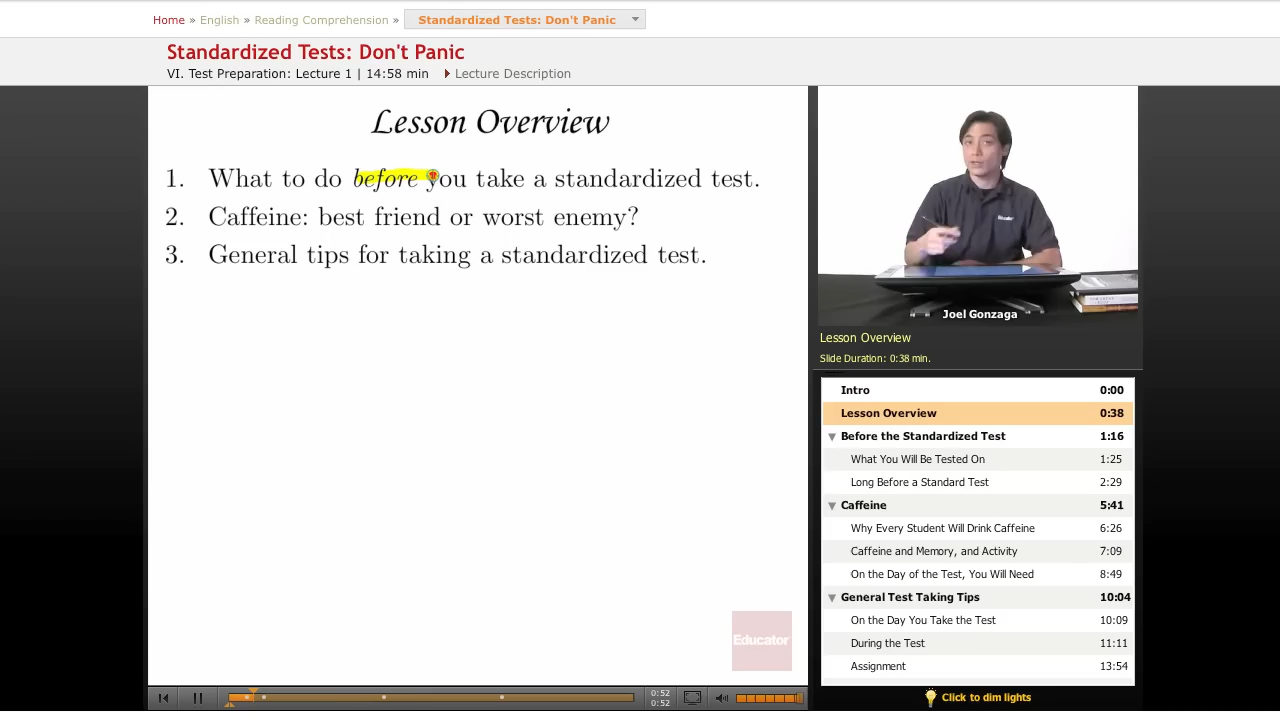 Home » English » Reading Comprehension » Standardized Tests: Don't Panic
Standardized Tests: Don't Panic
VI. Test Preparation: Lecture 1 | 14:58 min Lecture Description
Lesson Overview
1. What to do before you take a standardized test.
2. Caffeine: best friend or worst enemy?
3. General tips for taking a standardized test.
Educator
Educator
Joel Gonzaga
Lesson Overview
Slide Duration: 0:38 min.
Intro 0:00
Lesson Overview 0:38
Before the Standardized Test 1:16
What You Will Be Tested On 1:25
Long Before a Standard Test 2:29
Caffeine 5:41
Why Every Student Will Drink Caffeine 6:26
Caffeine and Memory, and Activity 7:09
On the Day of the Test, You Will Need 8:49
General Test Taking Tips 10:04
On the Day You Take the Test 10:09
During the Test 11:11
Assignment 13:54
0:52
0:52
Click to dim lights